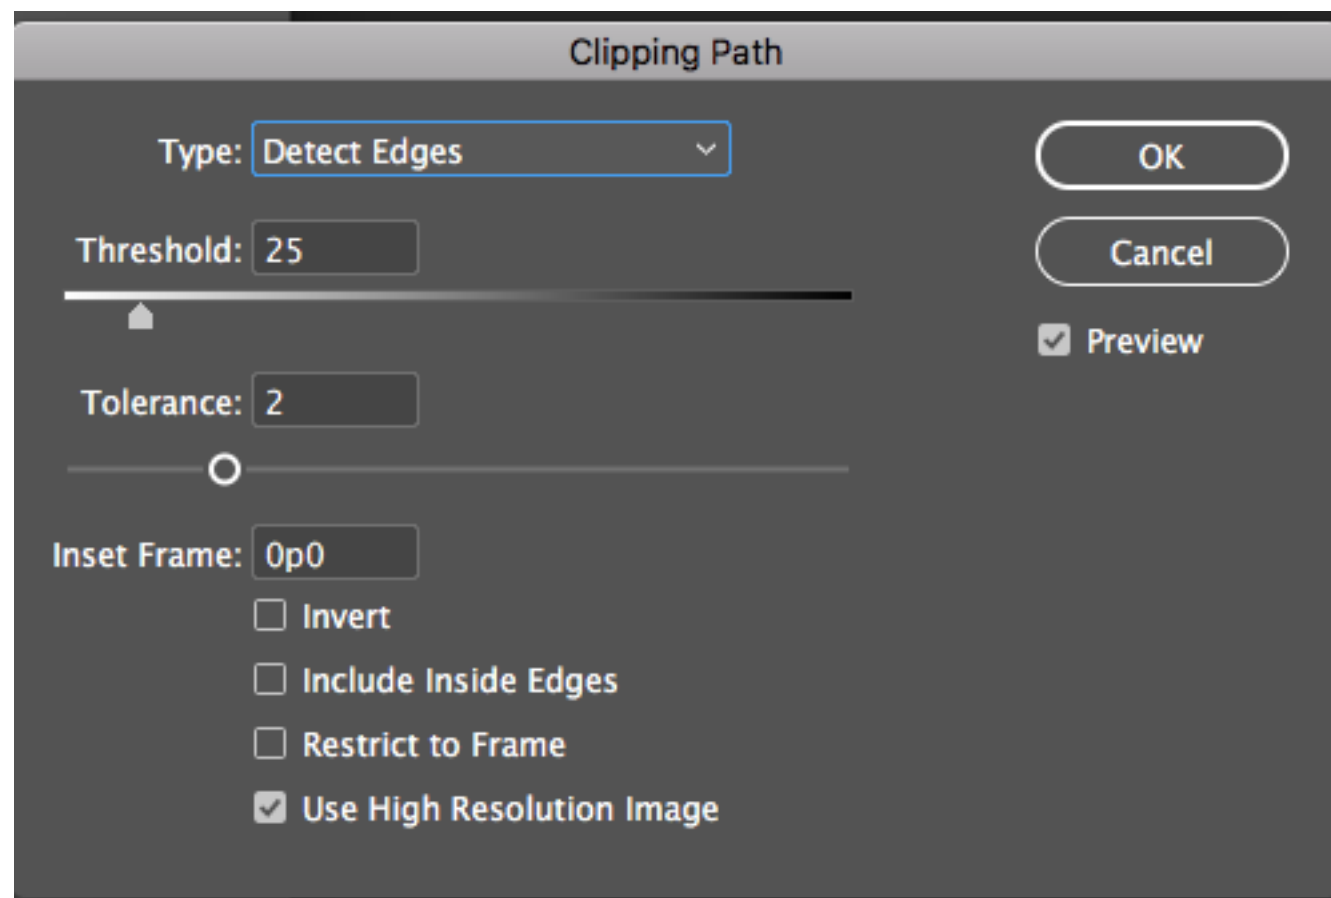 Clipping Path
Type: Detect Edges
OK
Threshold: 25
Cancel
Preview
Tolerance: 2
Inset Frame: 0p0
Invert
Include Inside Edges
Restrict to Frame
Use High Resolution Image